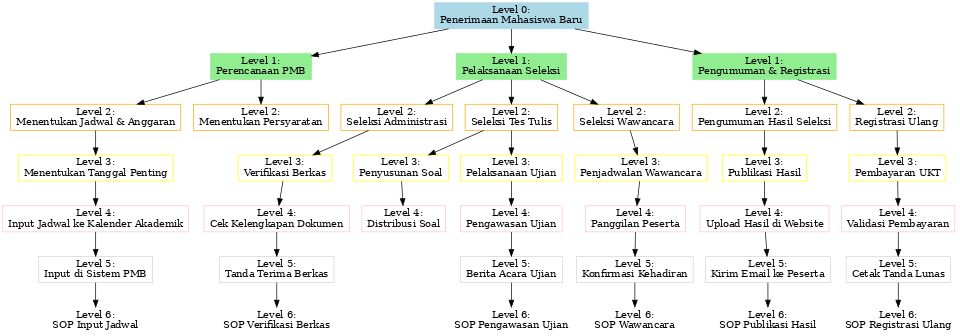 Level 0:
Penerimaan Mahasiswa Baru
Level 1:
Perencanaan PMB
Level 1:
Pelaksanaan Seleksi
Level 1:
Pengumuman & Registrasi
Level 2:
Menentukan Jadwal & Anggaran
Level 2:
Menentukan Persyaratan
Level 2:
Seleksi Administrasi
Level 2:
Seleksi Tes Tulis
Level 2:
Seleksi Wawancara
Level 2:
Pengumuman Hasil Seleksi
Level 2:
Registrasi Ulang
Level 3:
Menentukan Tanggal Penting
Level 3:
Verifikasi Berkas
Level 3:
Penyusunan Soal
Level 3:
Pelaksanaan Ujian
Level 3:
Penjadwalan Wawancara
Level 3:
Publikasi Hasil
Level 3:
Pembayaran UKT
Level 4:
Input Jadwal ke Kalender Akademik
Level 4:
Cek Kelengkapan Dokumen
Level 4:
Distribusi Soal
Level 4:
Pengawasan Ujian
Level 4:
Panggilan Peserta
Level 4:
Upload Hasil di Website
Level 4:
Validasi Pembayaran
Level 5:
Input di Sistem PMB
Level 5:
Tanda Terima Berkas
Level 5:
Berita Acara Ujian
Level 5:
Konfirmasi Kehadiran
Level 5:
Kirim Email ke Peserta
Level 5:
Cetak Tanda Lunas
Level 6:
SOP Input Jadwal
Level 6:
SOP Verifikasi Berkas
Level 6:
SOP Pengawasan Ujian
Level 6:
SOP Wawancara
Level 6:
SOP Publikasi Hasil
Level 6:
SOP Registrasi Ulang